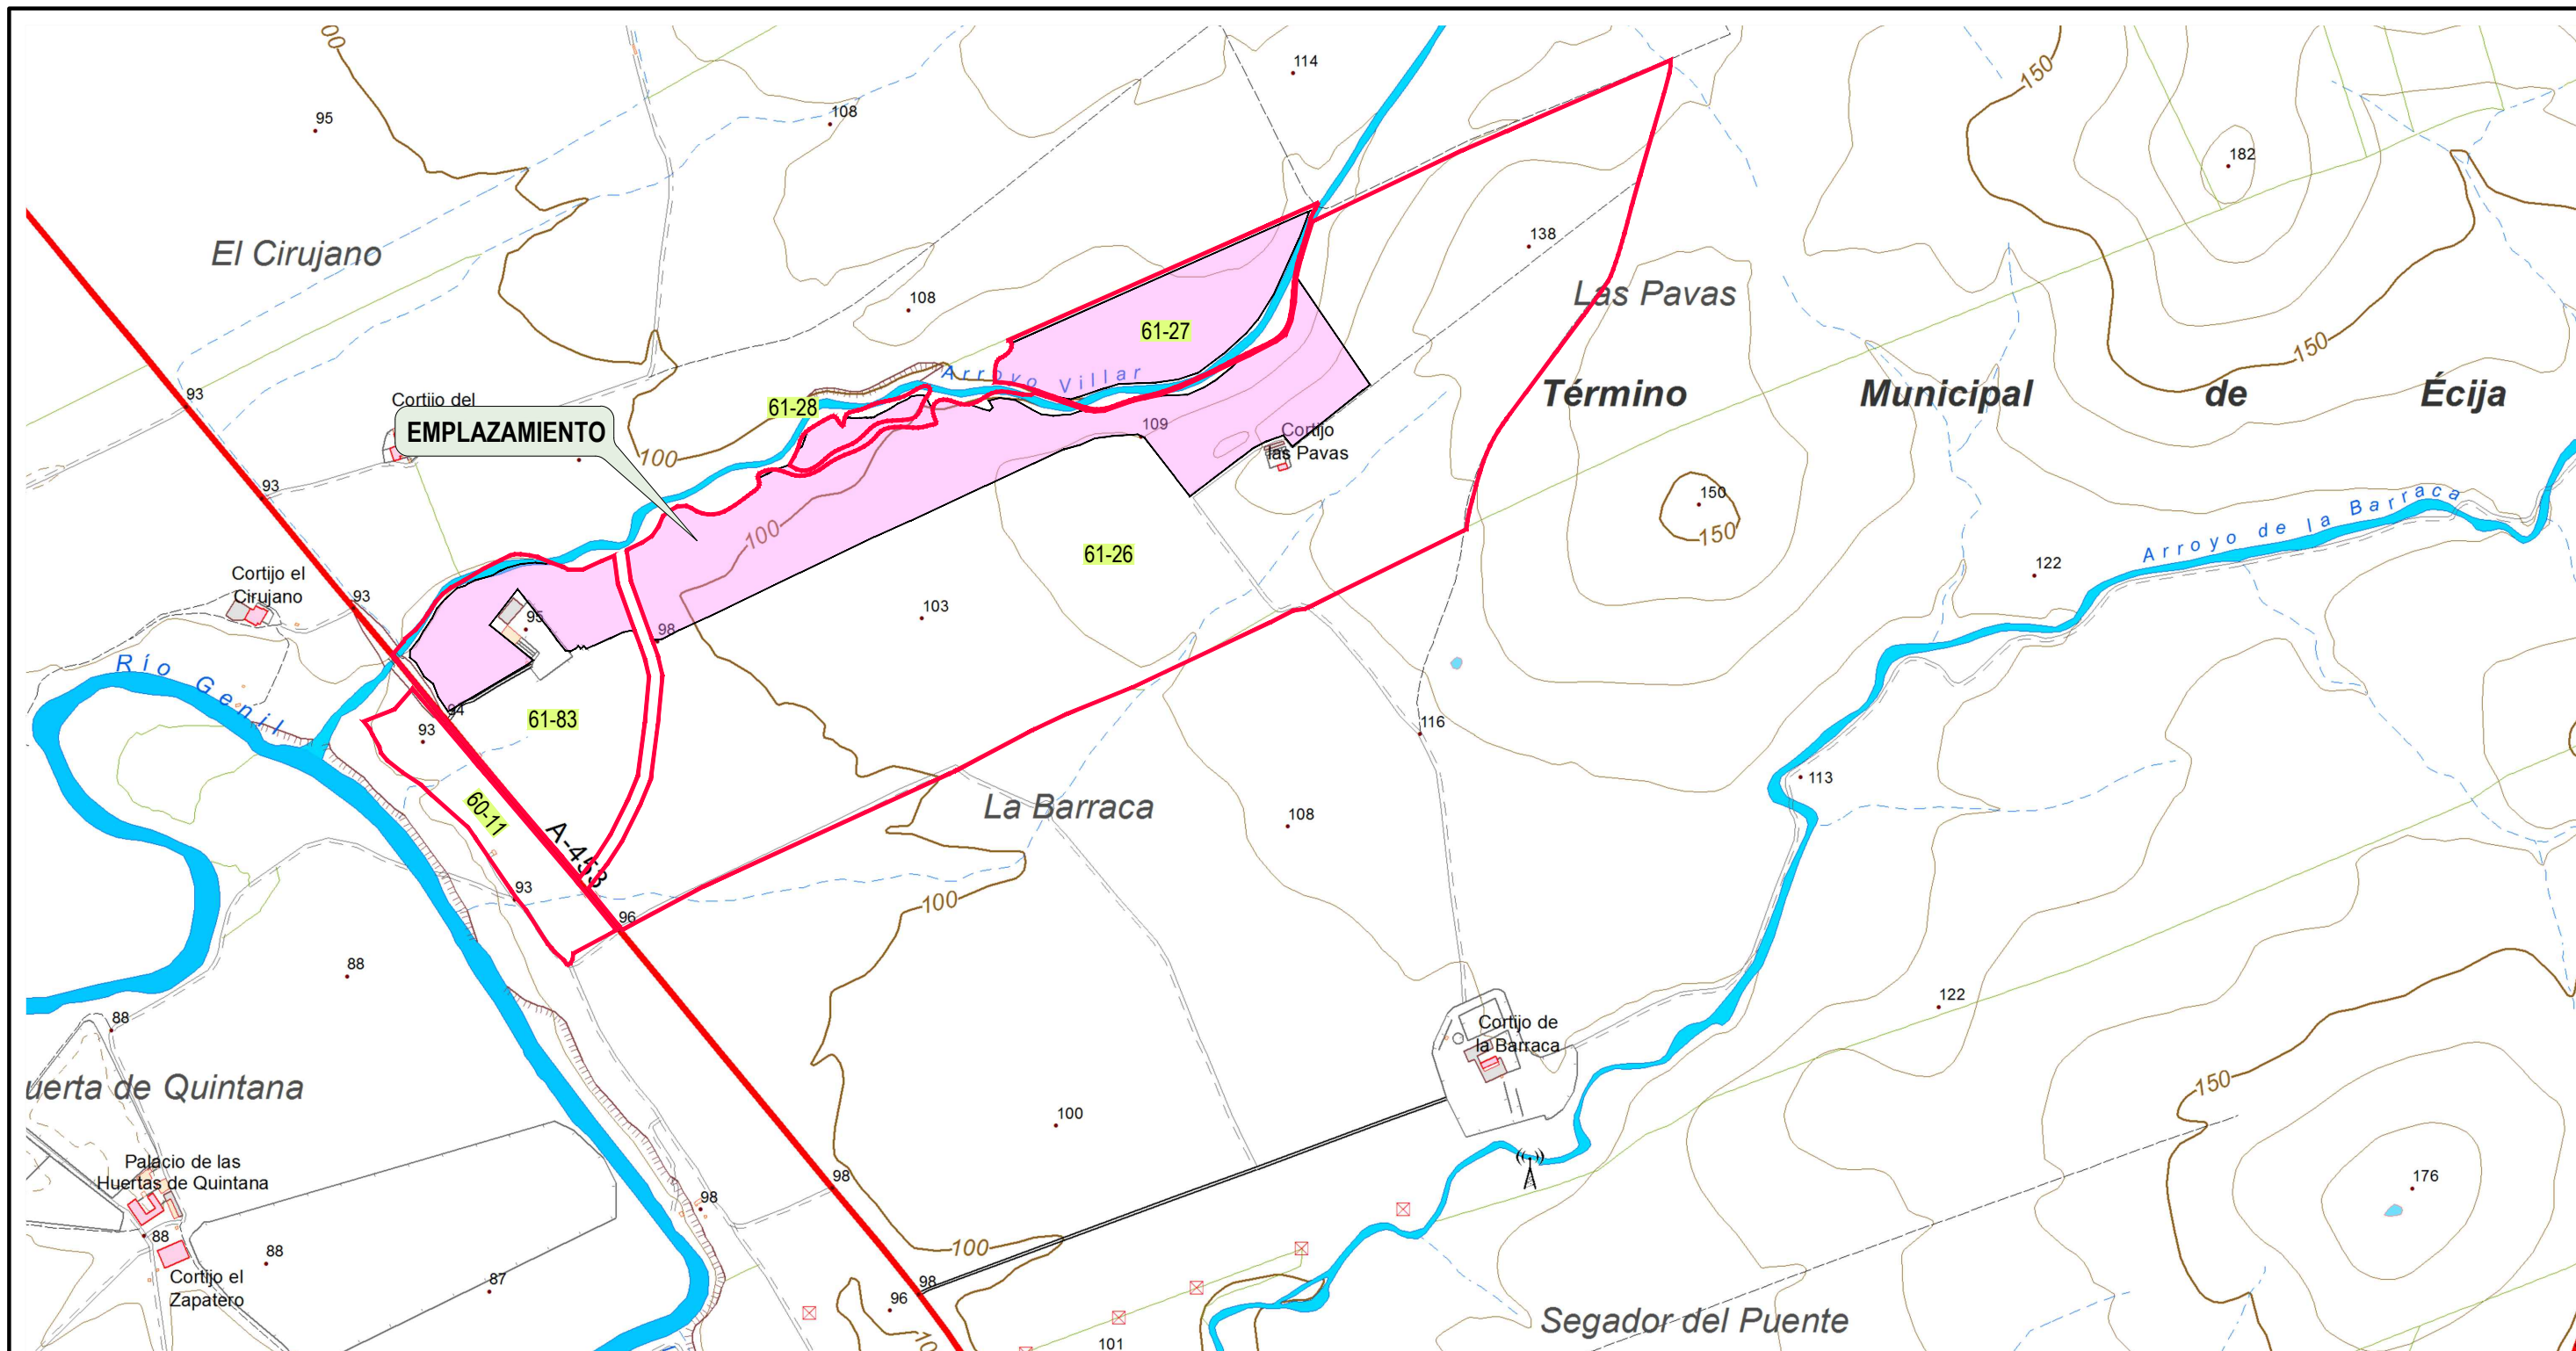 00
114
95
108
150
182
El Cirujano
138
108
Las Pavas
61-27
150
Arroyo Villar
93
Cortijo del
61-28
Término Municipal de Écija
EMPLAZAMIENTO
109
Cortijo
las Pavas
100
93
150
100
150
Arroyo de la Barraca
61-26
122
Cortijo el
Cirujano
93
103
95
98
Río Genil
94
61-83
93
116
113
60-11
La Barraca
108
A-453
93
100
96
88
122
88
Cortijo de
la Barraca
uerta de Quintana
150
100
Palacio de las
Huertas de Quintana
98
98
176
88
88
100
Cortijo el
Zapatero
87
98
96
Segador del Puente
101
10